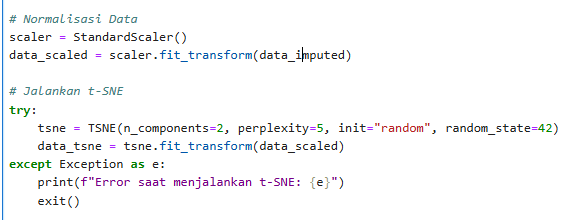 # Normalisasi Data
scaler = StandardScaler()
data_scaled = scaler.fit_transform(data_imputed)
# Jalankan t-SNE
try:
    tsne = TSNE(n_components=2, perplexity=5, init="random", random_state=42)
    data_tsne = tsne.fit_transform(data_scaled)
except Exception as e:
    print(f"Error saat menjalankan t-SNE: {e}")
    exit()